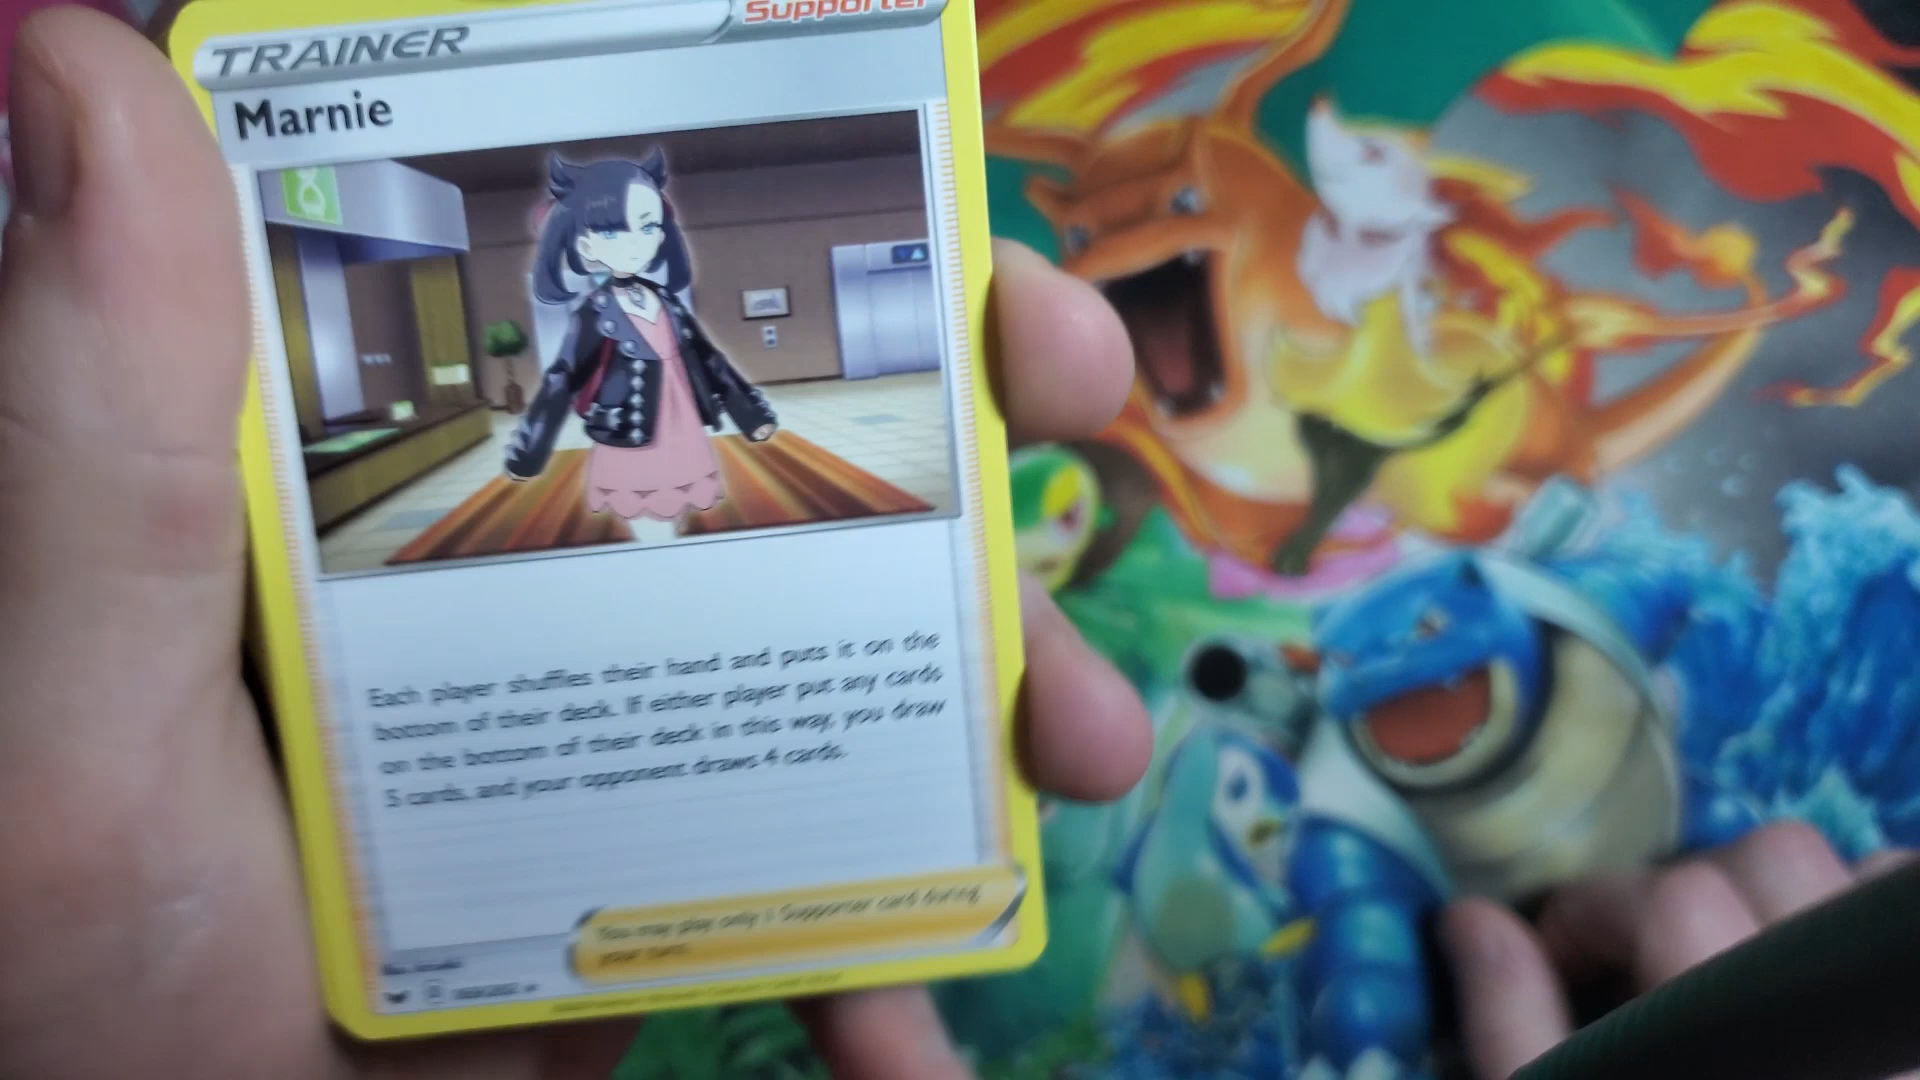 Supporter
TRAINER
Marnie
Each player shuffles their hand and puts it on the
bottom of their deck. If either player put any cards
on the bottom of their deck in this way, you draw
5 cards, and your opponent draws 4 cards.
You may play only 1 Supporter card during
your turn.